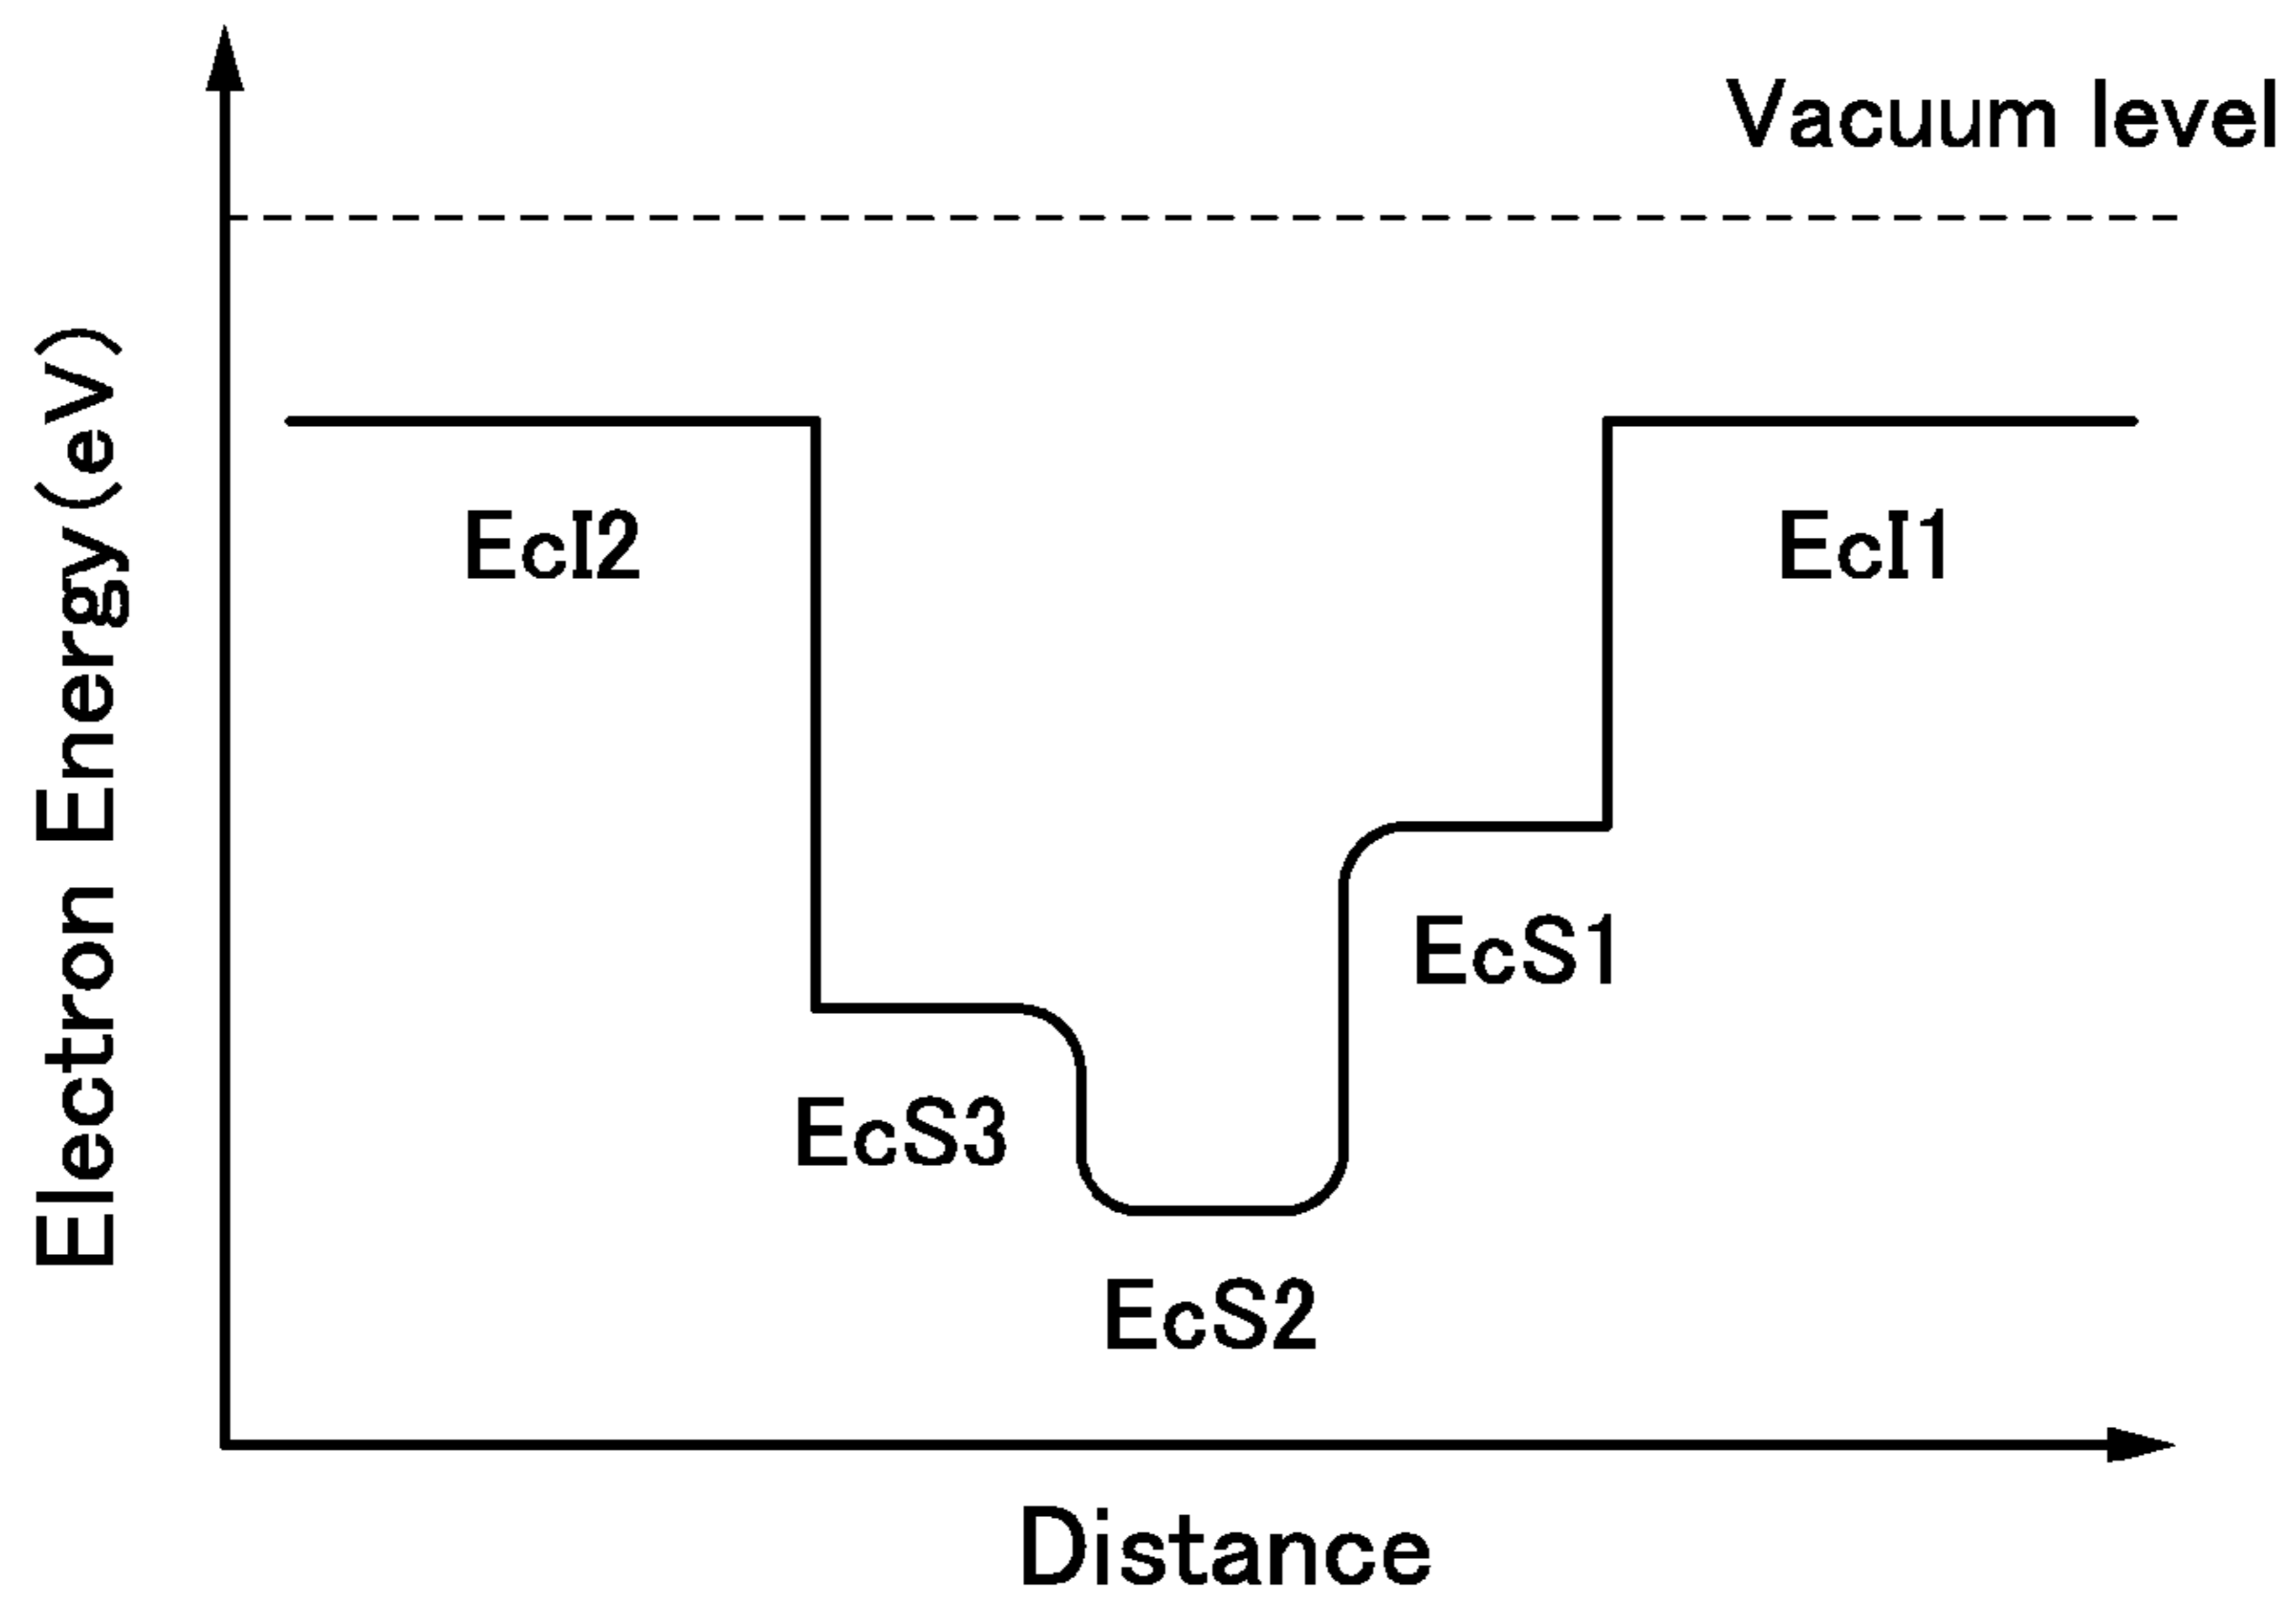 Vacuum level
Electron Energy(eV)
EcI2
EcI1
EcS1
EcS3
EcS2
Distance